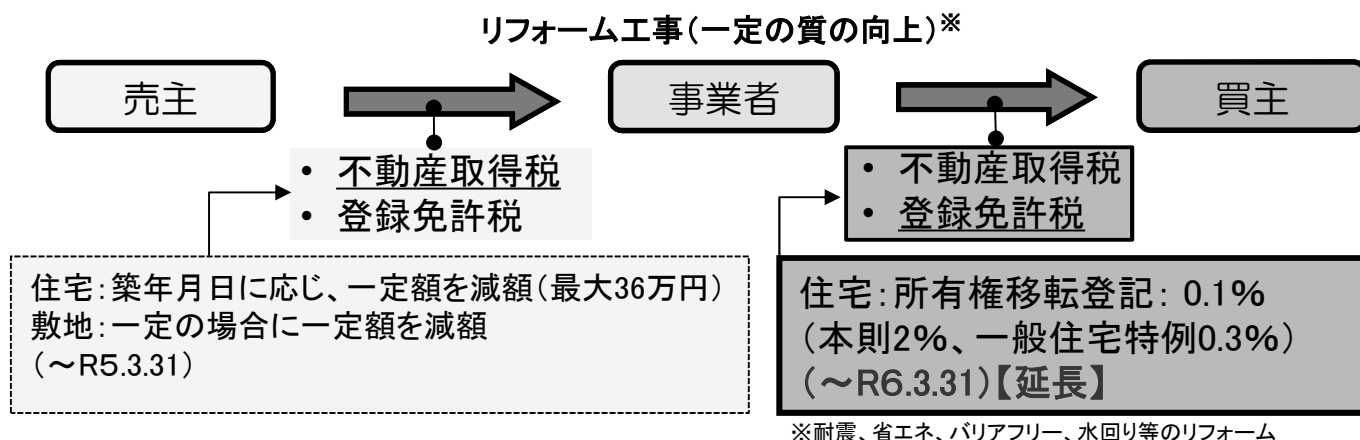 リフォーム工事（一定の質の向上）※
売主
事業者
買主
• 不動産取得税
• 登録免許税
• 不動産取得税
• 登録免許税
住宅：築年月日に応じ、一定額を減額（最大36万円）
敷地：一定の場合に一定額を減額
（～R5.3.31）
住宅：所有権移転登記： 0.1%
（本則2%、一般住宅特例0.3%）
（～R6.3.31）【延長】
※耐震、省エネ、バリアフリー、水回り等のリフォーム